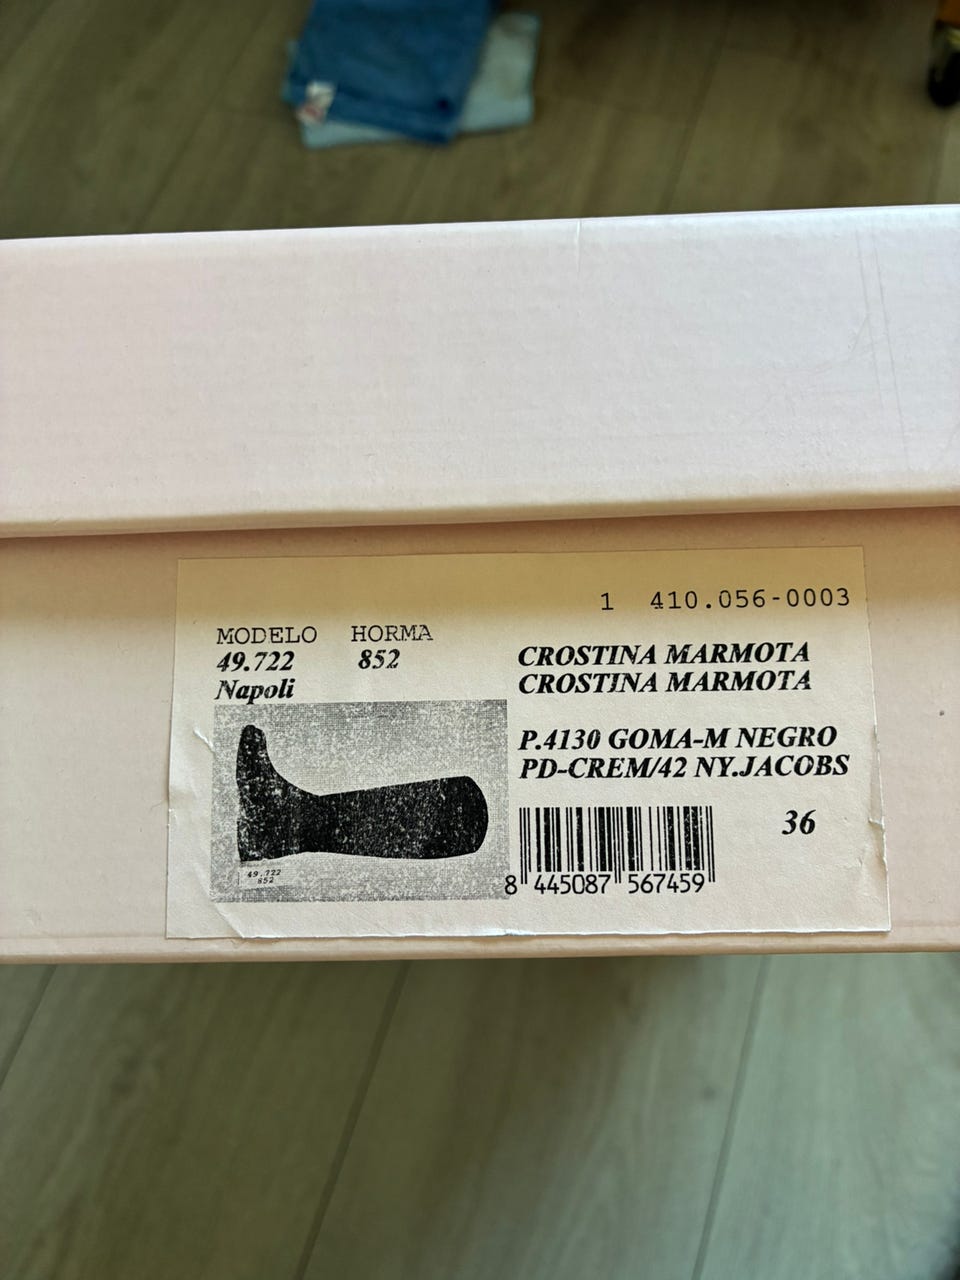 1 410.056-0003
MODELO HORMA
49.722 852
Napoli
CROSTINA MARMOTA
CROSTINA MARMOTA
P.4130 GOMA-M NEGRO
PD-CREM/42 NY.JACOBS
36
49.722
852
8 445087 567459